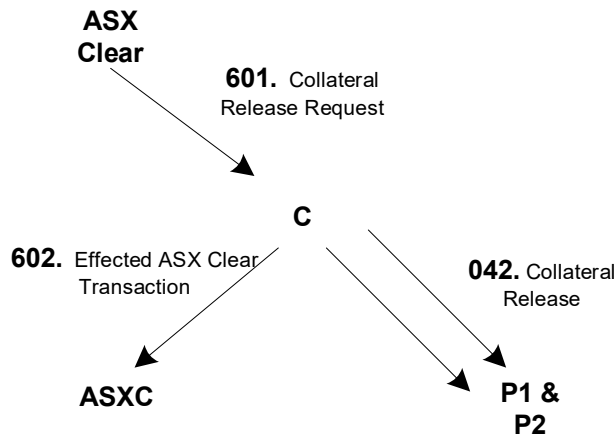 ASX
Clear
601. Collateral
Release Request
C
602. Effected ASX Clear
Transaction
042. Collateral
Release
ASXC
P1 &
P2